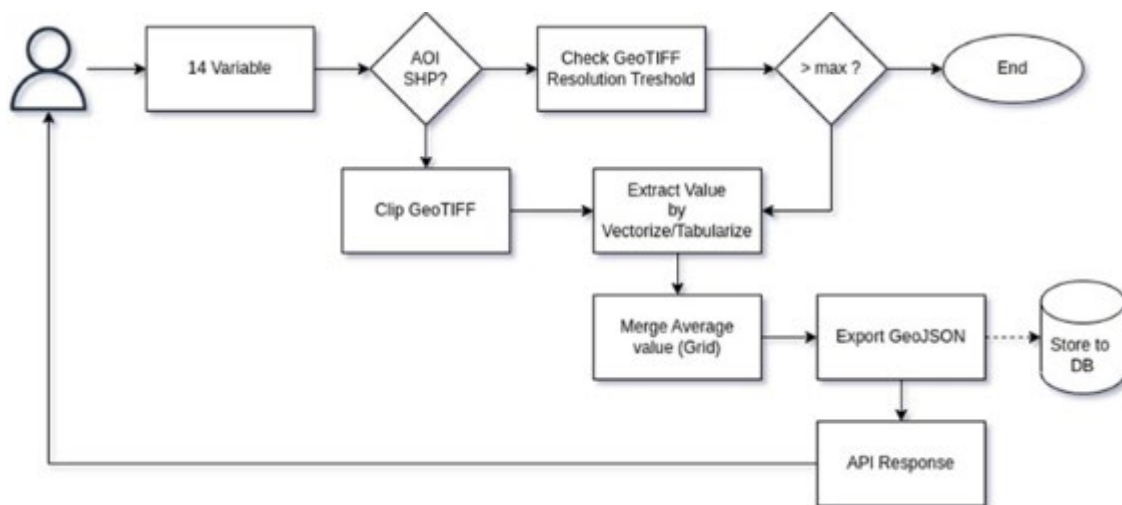 14 Variable
AOI
SHP?
Check GeoTIFF
Resolution Treshold
> max ?
End
Clip GeoTIFF
Extract Value
by
Vectorize/Tabularize
Merge Average
value (Grid)
Export GeoJSON
Store to
DB
API Response